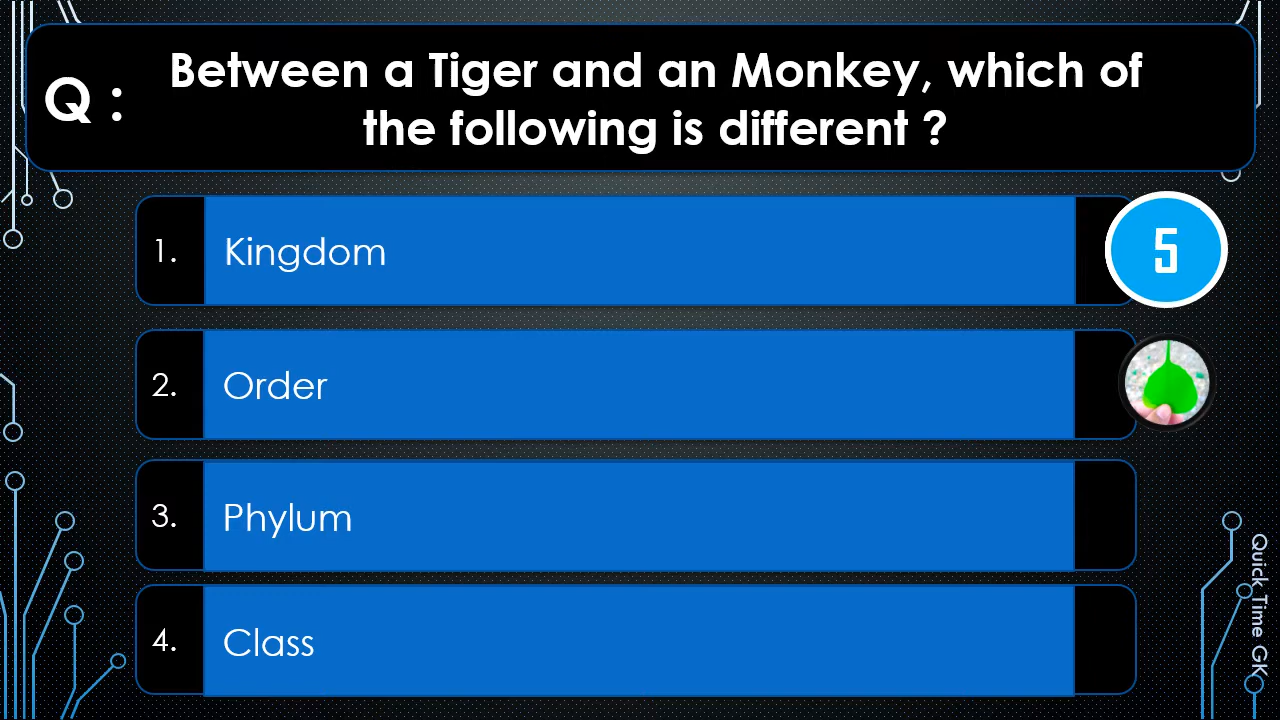 Q :
Between a Tiger and an Monkey, which of
the following is different ?
1. Kingdom
5
2. Order
3. Phylum
4. Class
Quick Time GK